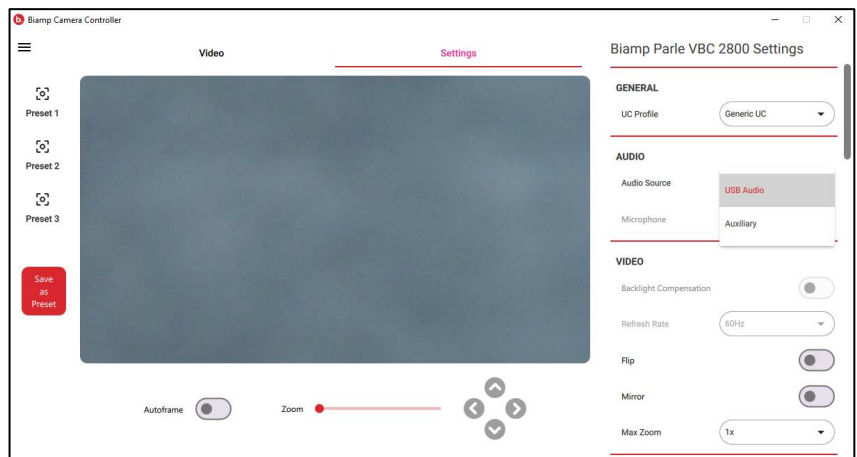 b. Biamp Camera Controller
Video
Settings
Biamp Parle VBC 2800 Settings
Preset 1
Preset 2
Preset 3
Save
as
Preset
Autoframe
Zoom
GENERAL
UC Profile
Generic UC
AUDIO
Audio Source
USB Audio
Microphone
Auxiliary
VIDEO
Backlight Compensation
Refresh Rate
60Hz
Flip
Mirror
Max Zoom
1x